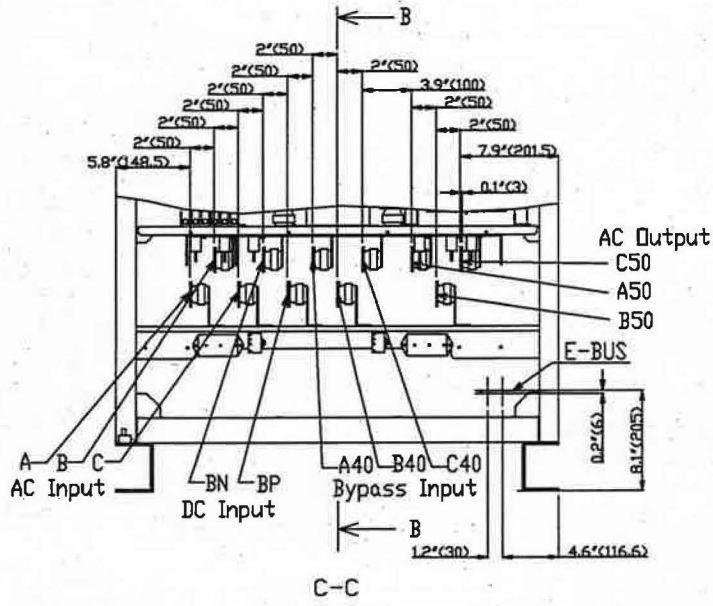 B
2"(50)
2"(50)
2"(50)
3.9"(100)
2"(50)
2"(50)
2"(50)
2"(50)
2"(50)
2"(50)
5.8"(148.5)
7.9"(201.5)
0.1"(3)
AC Output
C50
A50
B50
E-BUS
0.2"(6)
8.1"(205)
A B C
AC Input
BN BP
DC Input
A40 B40 C40
Bypass Input
B
1.2"(30)
4.6"(116.6)
C-C